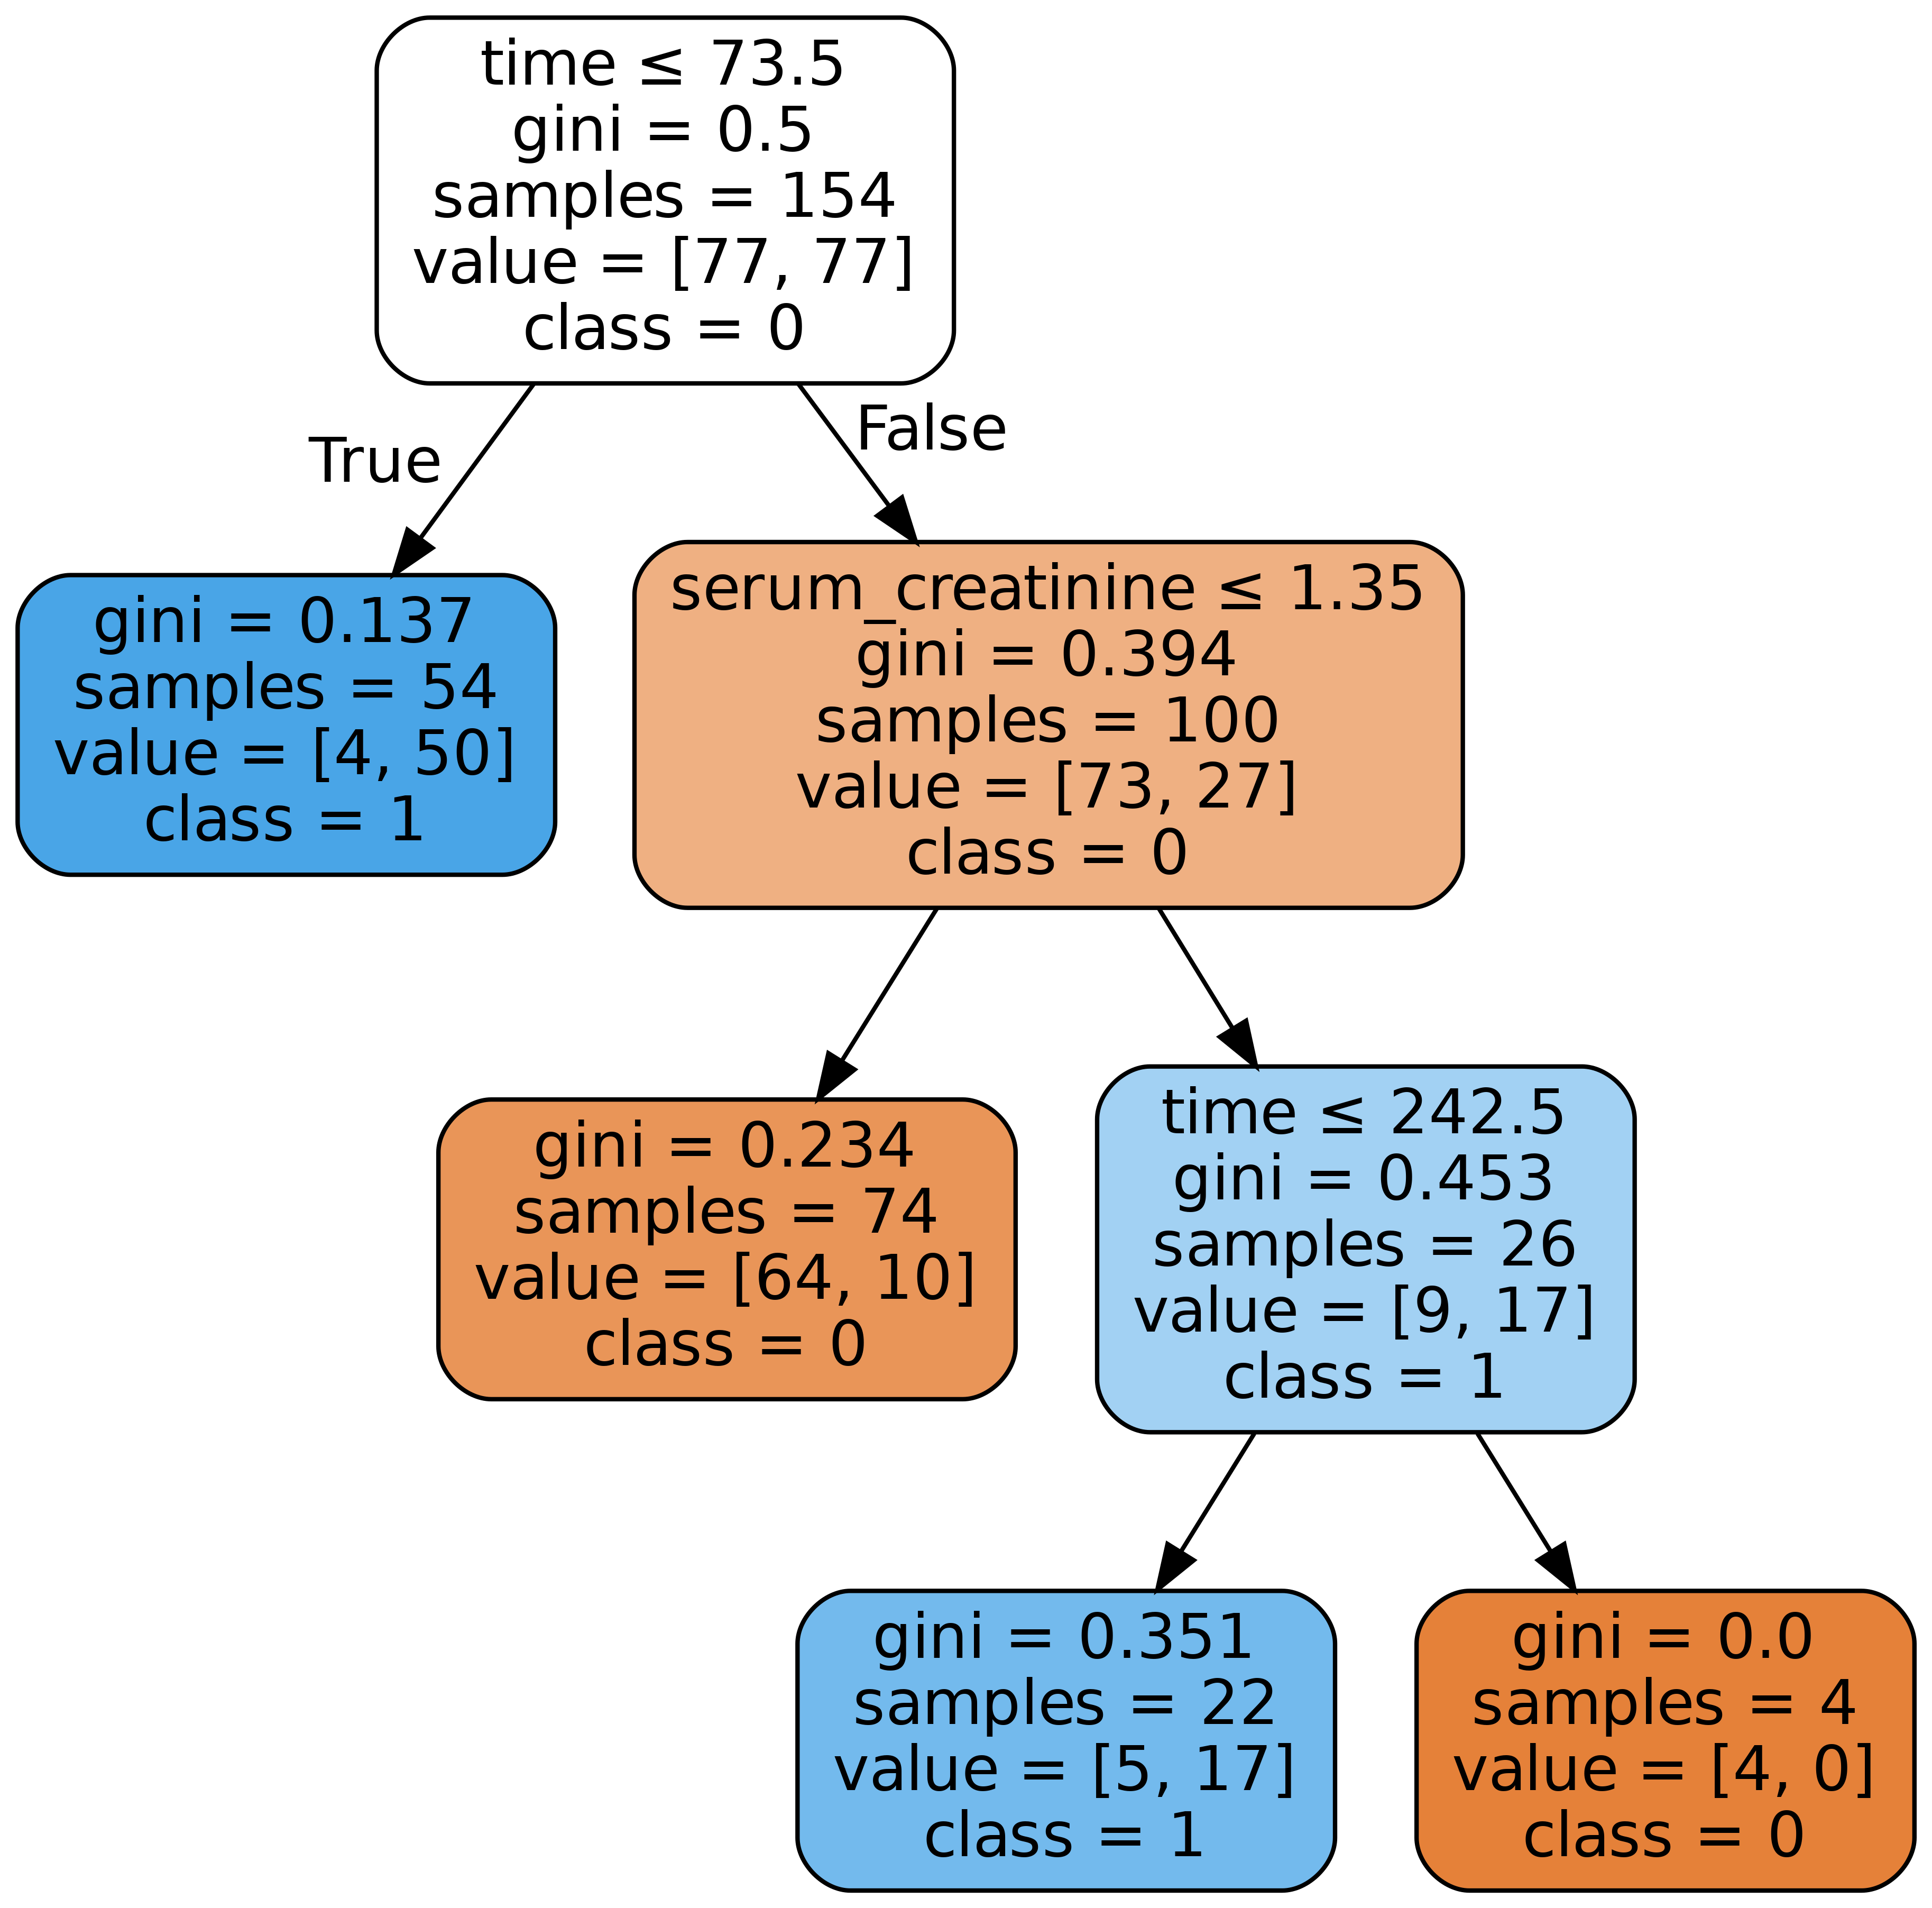 time ≤ 73.5
gini = 0.5
samples = 154
value = [77, 77]
class = 0
True
False
gini = 0.137
samples = 54
value = [4, 50]
class = 1
serum_creatinine ≤ 1.35
gini = 0.394
samples = 100
value = [73, 27]
class = 0
gini = 0.234
samples = 74
value = [64, 10]
class = 0
time ≤ 242.5
gini = 0.453
samples = 26
value = [9, 17]
class = 1
gini = 0.351
samples = 22
value = [5, 17]
class = 1
gini = 0.0
samples = 4
value = [4, 0]
class = 0